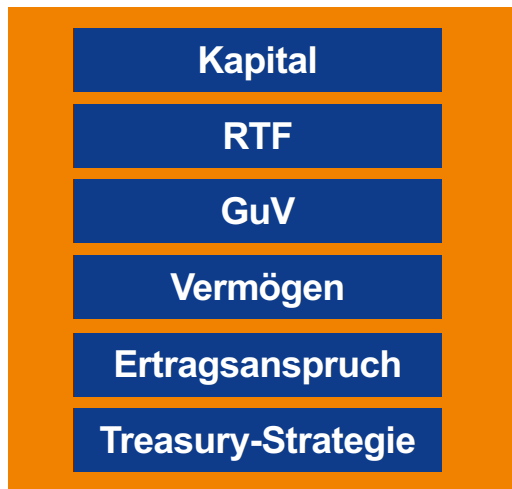 Kapital
RTF
GuV
Vermögen
Ertragsanspruch
Treasury-Strategie